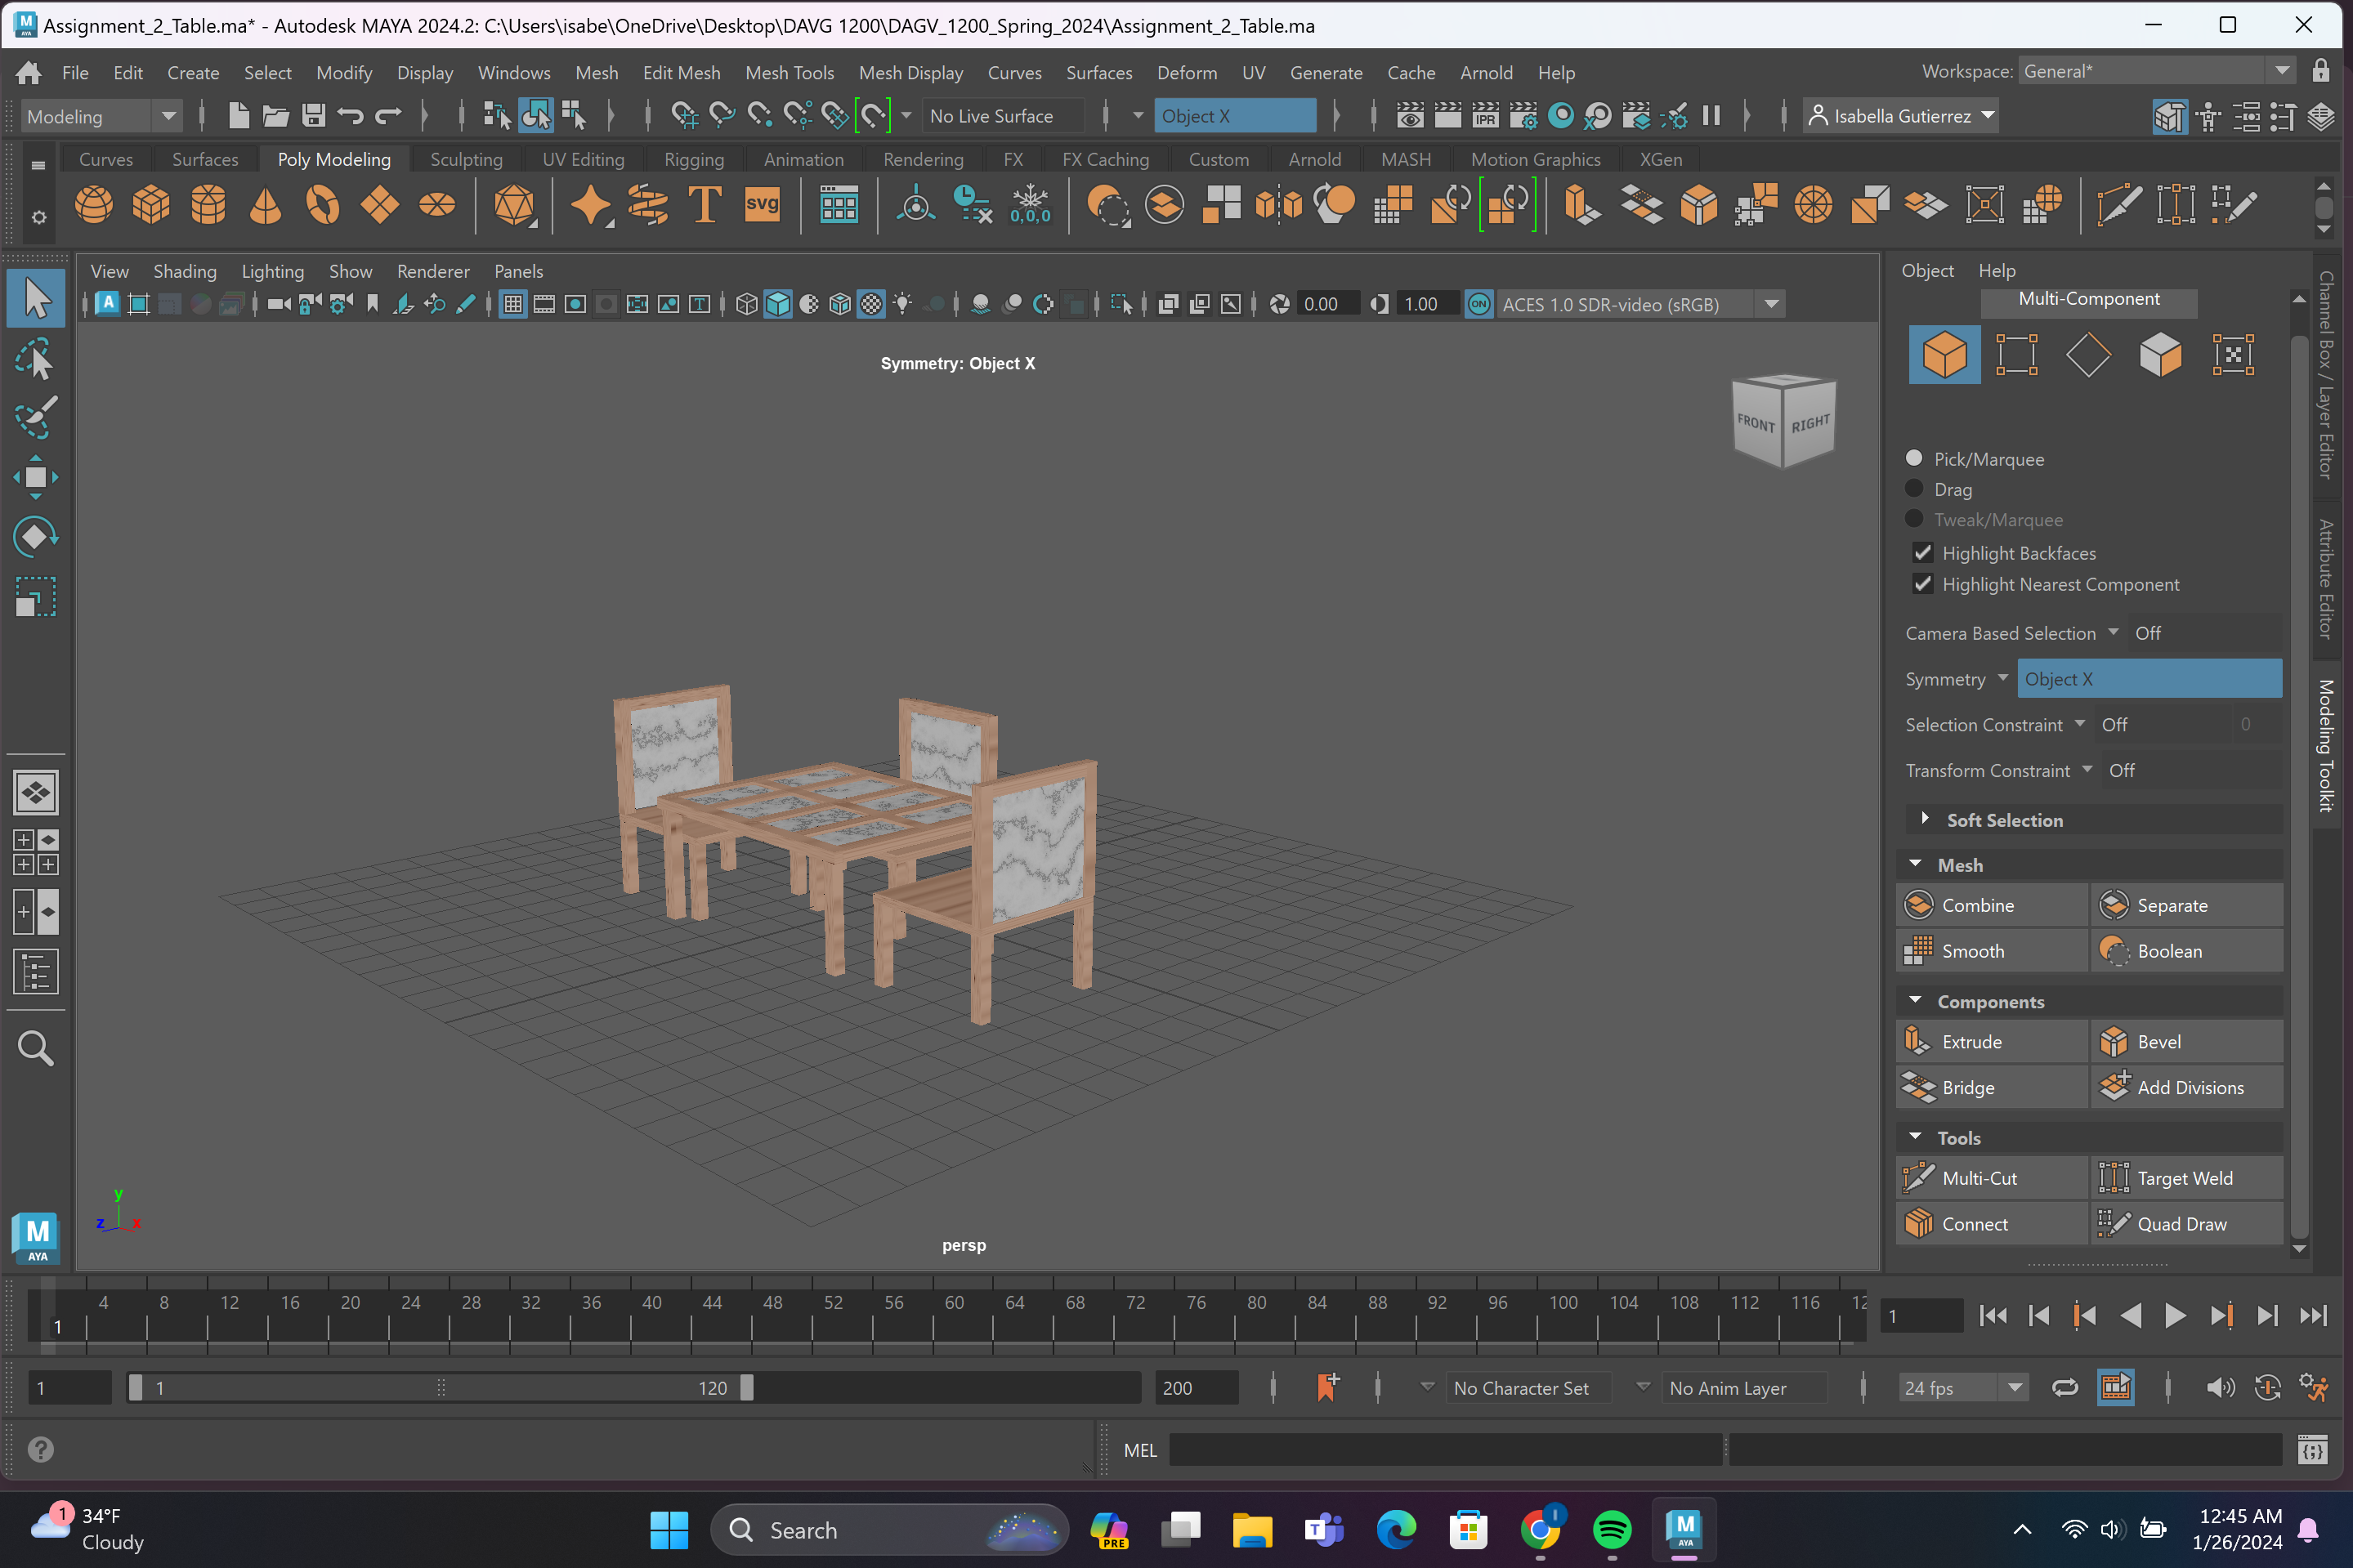 Assignment_2_Table.ma* - Autodesk MAYA 2024.2: C:\Users\isabe\OneDrive\Desktop\DAVG 1200\DAGV_1200_Spring_2024\Assignment_2_Table.ma
File Edit Create Select Modify Display Windows Mesh Edit Mesh Mesh Tools Mesh Display Curves Surfaces Deform UV Generate Cache Arnold Help
Workspace: General*
Modeling
No Live Surface
Object X
IPR
Isabella Gutierrez
Curves Surfaces Poly Modeling Sculpting UV Editing Rigging Animation Rendering FX FX Caching Custom Arnold MASH Motion Graphics XGen
T
svg
0,0,0
View Shading Lighting Show Renderer Panels
0.00
1.00
ON
ACES 1.0 SDR-video (sRGB)
Symmetry: Object X
FRONT
RIGHT
y
z
x
persp
M
AYA
Object Help
Multi-Component
Pick/Marquee
Drag
Tweak/Marquee
Highlight Backfaces
Highlight Nearest Component
Camera Based Selection Off
Symmetry Object X
Selection Constraint Off 0
Transform Constraint Off
Soft Selection
Mesh
Combine Separate
Smooth Boolean
Components
Extrude Bevel
Bridge Add Divisions
Tools
Multi-Cut Target Weld
Connect Quad Draw
Channel Box / Layer Editor
Attribute Editor
Modeling Toolkit
4 8 12 16 20 24 28 32 36 40 44 48 52 56 60 64 68 72 76 80 84 88 92 96 100 104 108 112 116 12
1
1
1
1 120
200
No Character Set
No Anim Layer
24 fps
MEL
1
34°F
Cloudy
Search
PRE
M
AYA
12:45 AM
1/26/2024